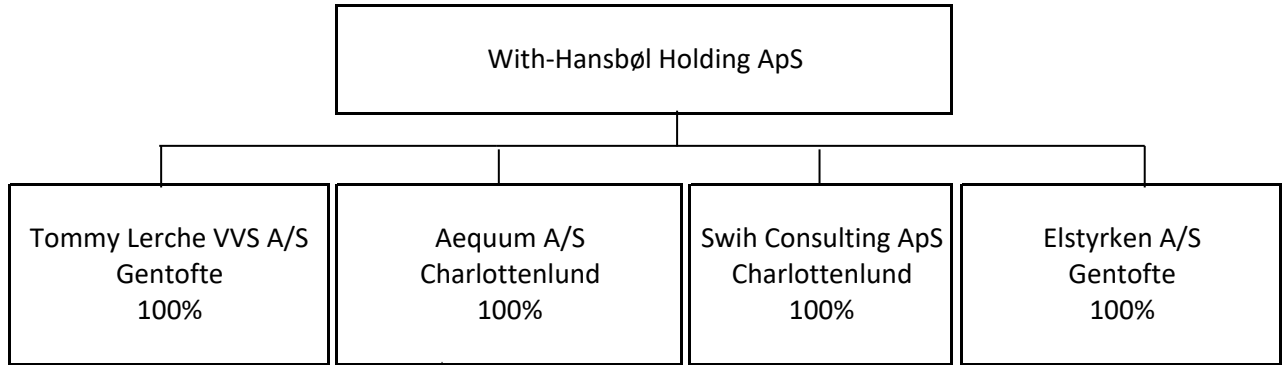 With-Hansbøl Holding ApS
Tommy Lerche VVS A/S
Gentofte
100%
Aequum A/S
Charlottenlund
100%
Swih Consulting ApS
Charlottenlund
100%
Elstyrken A/S
Gentofte
100%